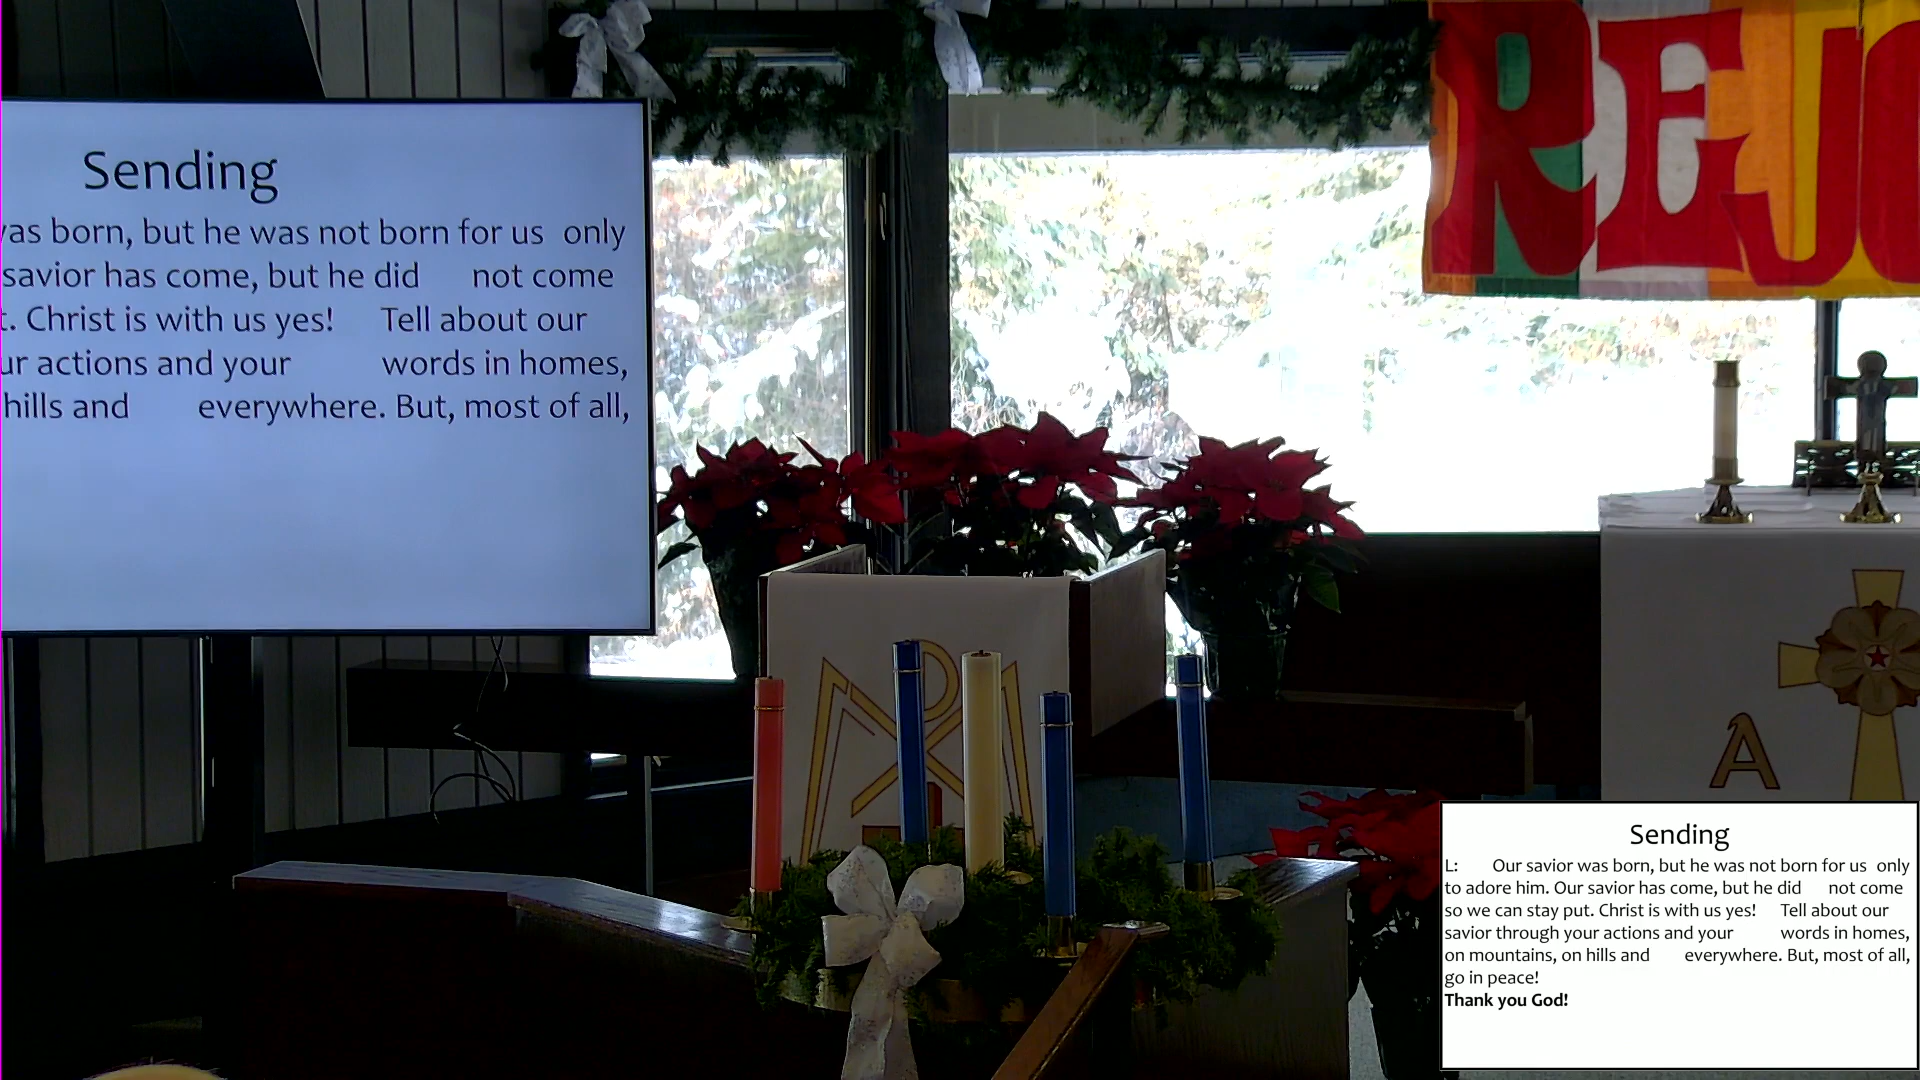 REJO
Sending
was born, but he was not born for us only
savior has come, but he did not come
t. Christ is with us yes! Tell about our
ur actions and your words in homes,
hills and everywhere. But, most of all,
A
Sending
L: Our savior was born, but he was not born for us only
to adore him. Our savior has come, but he did not come
so we can stay put. Christ is with us yes! Tell about our
savior through your actions and your words in homes,
on mountains, on hills and everywhere. But, most of all,
go in peace!
Thank you God!